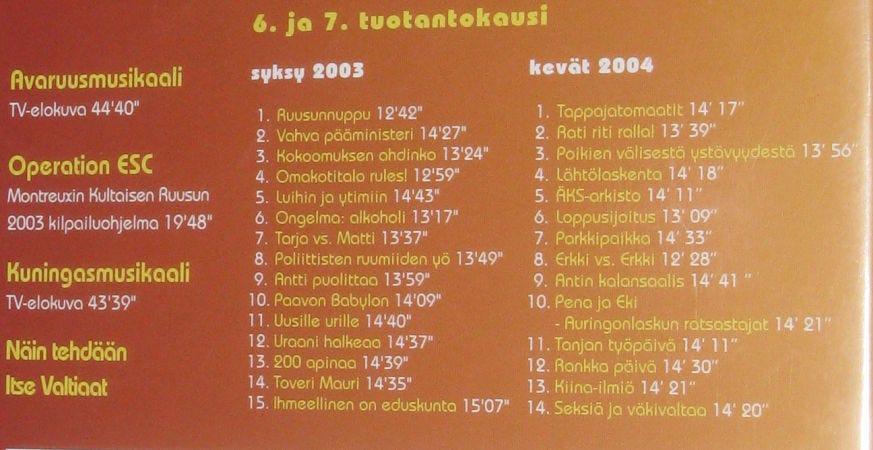 6. ja 7. tuotantokausi
Avaruusmusikaali
TV-elokuva 44'40"
Operation ESC
Montreuxin Kultaisen Ruusun
2003 kilpailuohjelma 19'48"
Kuningasmusikaali
TV-elokuva 43'39"
Näin tehdään
Itse Valtiaat
syksy 2003
1. Ruusunnuppu 12'42"
2. Vahva pääministeri 14'27"
3. Kokoomuksen ahdinko 13'24"
4. Omakotitalo rules! 12'59"
5. Luihin ja ytimiin 14'43"
6. Ongelma: alkoholi 13'17"
7. Tarja vs. Matti 13'37"
8. Poliittisten ruumiiden yö 13'49"
9. Antti puolittaa 13'59"
10. Paavon Babylon 14'09"
11. Uusille urille 14'40"
12. Uraani halkeaa 14'37"
13. 200 apinaa 14'39"
14. Toveri Mauri 14'35"
15. Ihmeellinen on eduskunta 15'07"
kevät 2004
1. Tappajatomaatit 14' 17"
2. Rati riti ralla! 13' 39"
3. Poikien välisestä ystävyydestä 13' 56"
4. Lähtölaskenta 14' 18"
5. ÄKS-arkisto 14' 11"
6. Loppusijoitus 13' 09"
7. Parkkipaikka 14' 33"
8. Erkki vs. Erkki 12' 28"
9. Antin kalansaalis 14' 41 "
10. Pena ja Eki
- Auringonlaskun ratsastajat 14' 21"
11. Tanjan työpäivä 14' 11"
12. Rankka päivä 14' 30"
13. Kiina-ilmiö 14' 21"
14. Seksiä ja väkivaltaa 14' 20"